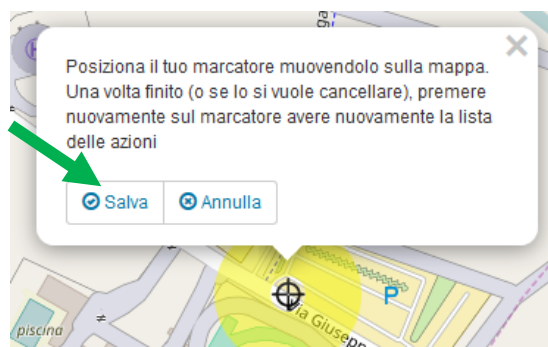 Posiziona il tuo marcatore muovendolo sulla mappa.
Una volta finito (o se lo si vuole cancellare), premere
nuovamente sul marcatore avere nuovamente la lista
delle azioni
Salva Annulla
P
piscina
Via Giusepp